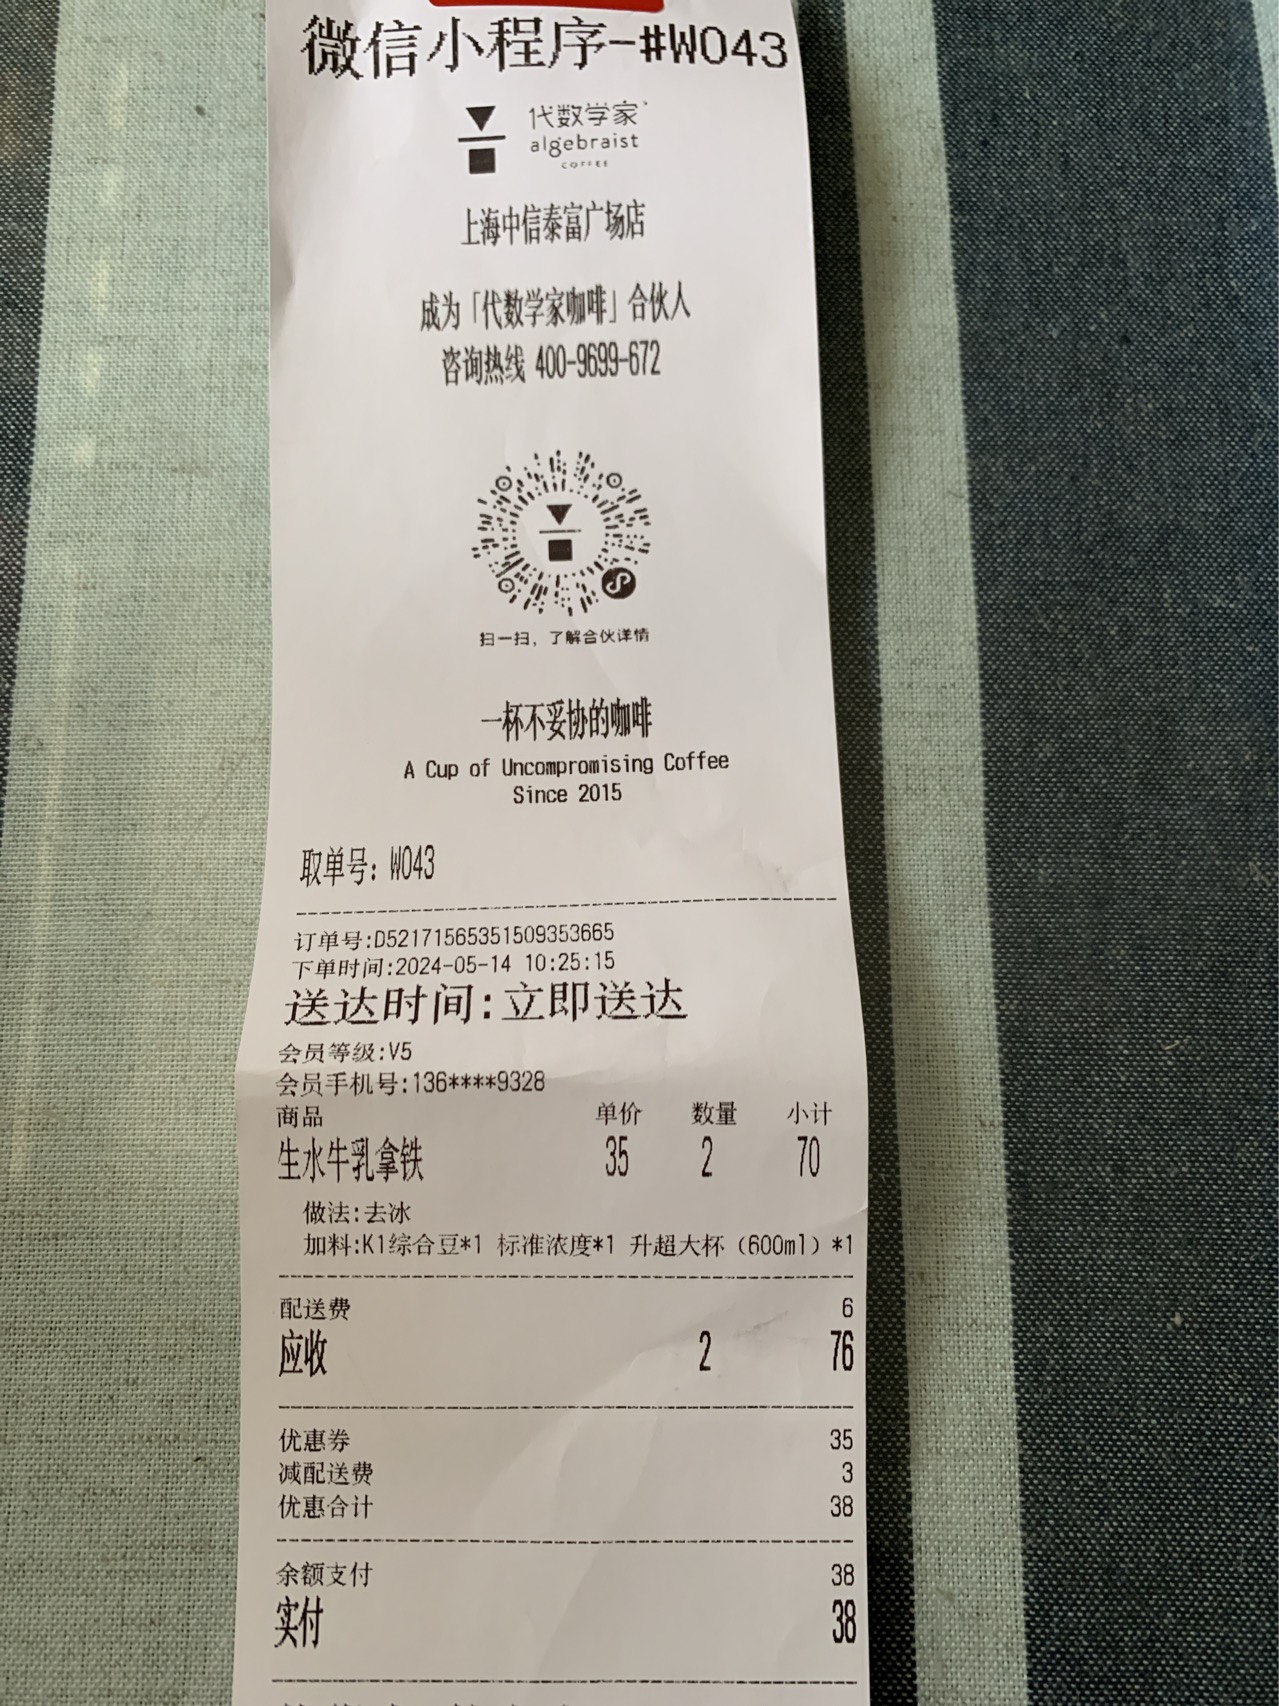 微信小程序-#W043
代数学家
algebraist
COFFEE
上海中信泰富广场店
成为「代数学家咖啡」合伙人
咨询热线 400-9699-672
扫一扫，了解合伙详情
一杯不妥协的咖啡
A Cup of Uncompromising Coffee
Since 2015
取单号: W043
订单号:D52171565351509353665
下单时间:2024-05-14 10:25:15
送达时间:立即送达
会员等级:V5
会员手机号:136****9328
商品 单价 数量 小计
生水牛乳拿铁 35 2 70
做法:去冰
加料:K1综合豆*1 标准浓度*1 升超大杯（600ml）*1
配送费 6
应收 2 76
优惠券 35
减配送费 3
优惠合计 38
余额支付 38
实付 38